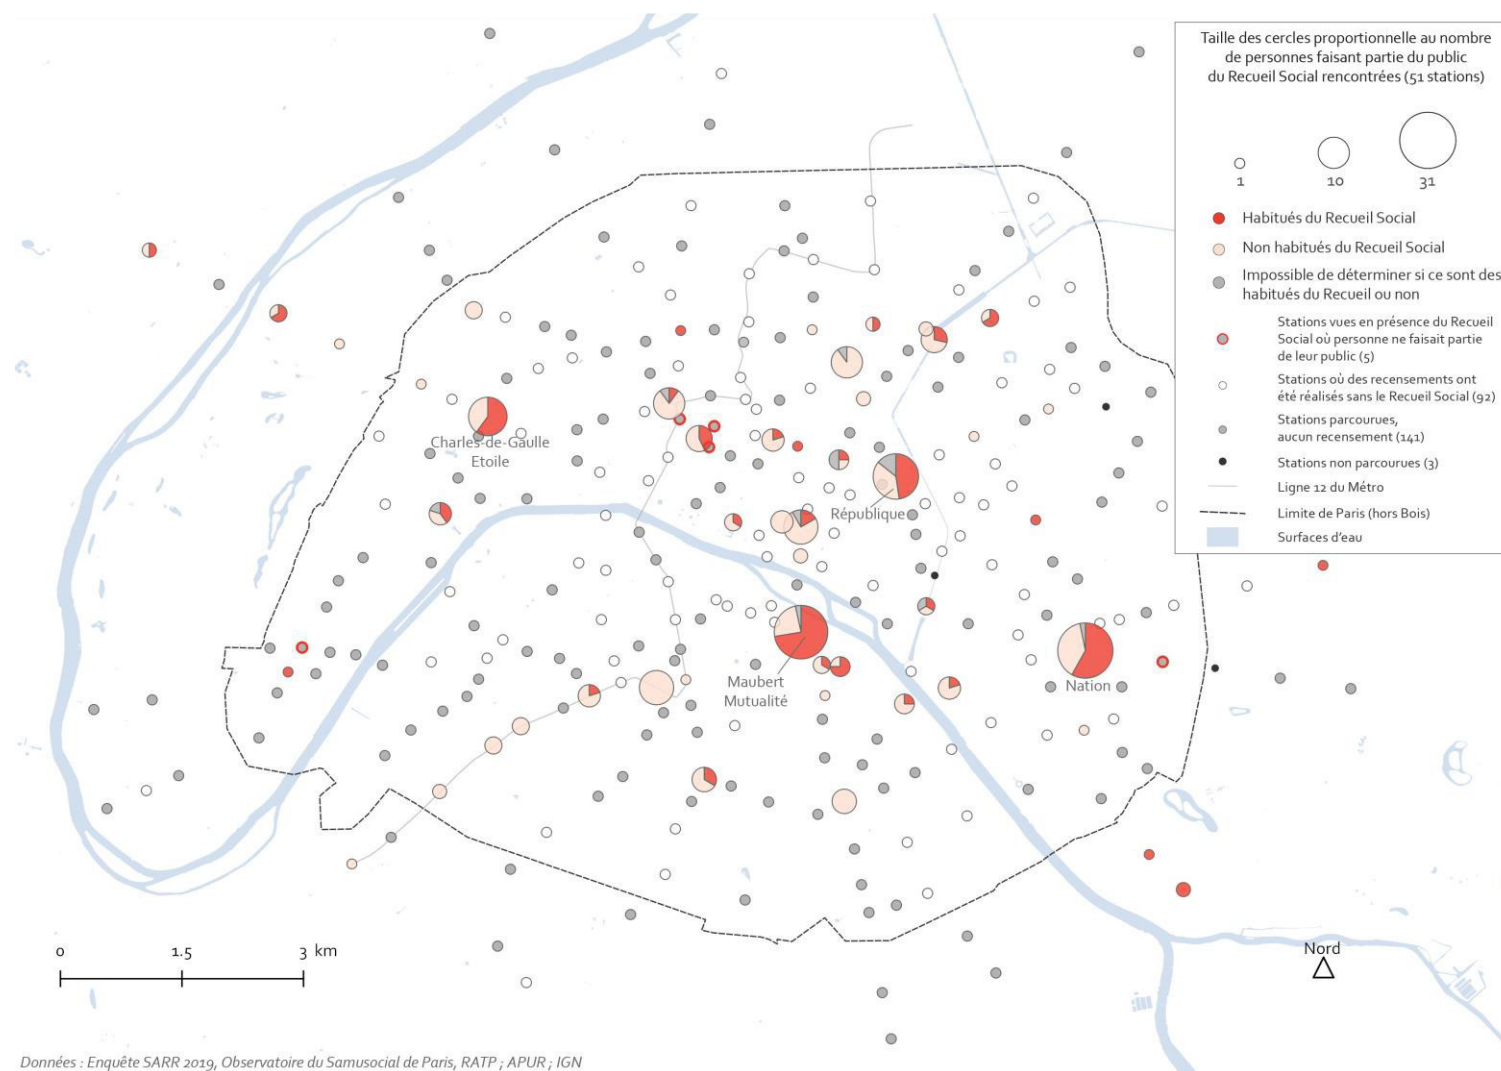 Taille des cercles proportionnelle au nombre
de personnes faisant partie du public
du Recueil Social rencontrées (51 stations)
1 10 31
Habitués du Recueil Social
Non habitués du Recueil Social
Impossible de déterminer si ce sont des
habitués du Recueil ou non
Stations vues en présence du Recueil
Social où personne ne faisait partie
de leur public (5)
Stations où des recensements ont
été réalisés sans le Recueil Social (92)
Stations parcourues,
aucun recensement (141)
Stations non parcourues (3)
Ligne 12 du Métro
Limite de Paris (hors Bois)
Surfaces d'eau
Charles-de-Gaulle
Etoile
République
Maubert
Mutualité
Nation
0 1.5 3 km
Nord
Données : Enquête SARR 2019, Observatoire du Samusocial de Paris, RATP ; APUR ; IGN